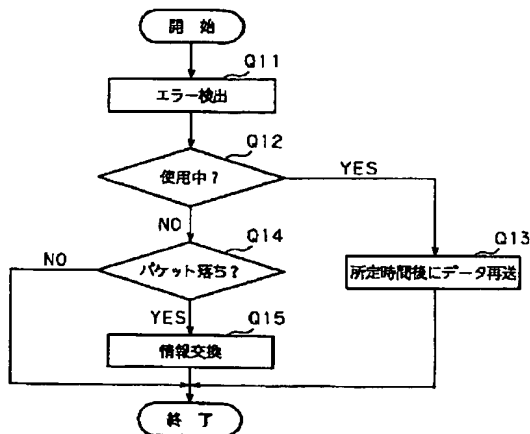 開 始
Q11
エラー検出
Q12
使用中?
YES
NO
Q13
所定時間後にデータ再送
Q14
パケット落ち?
NO
YES
Q15
情報交換
終 了